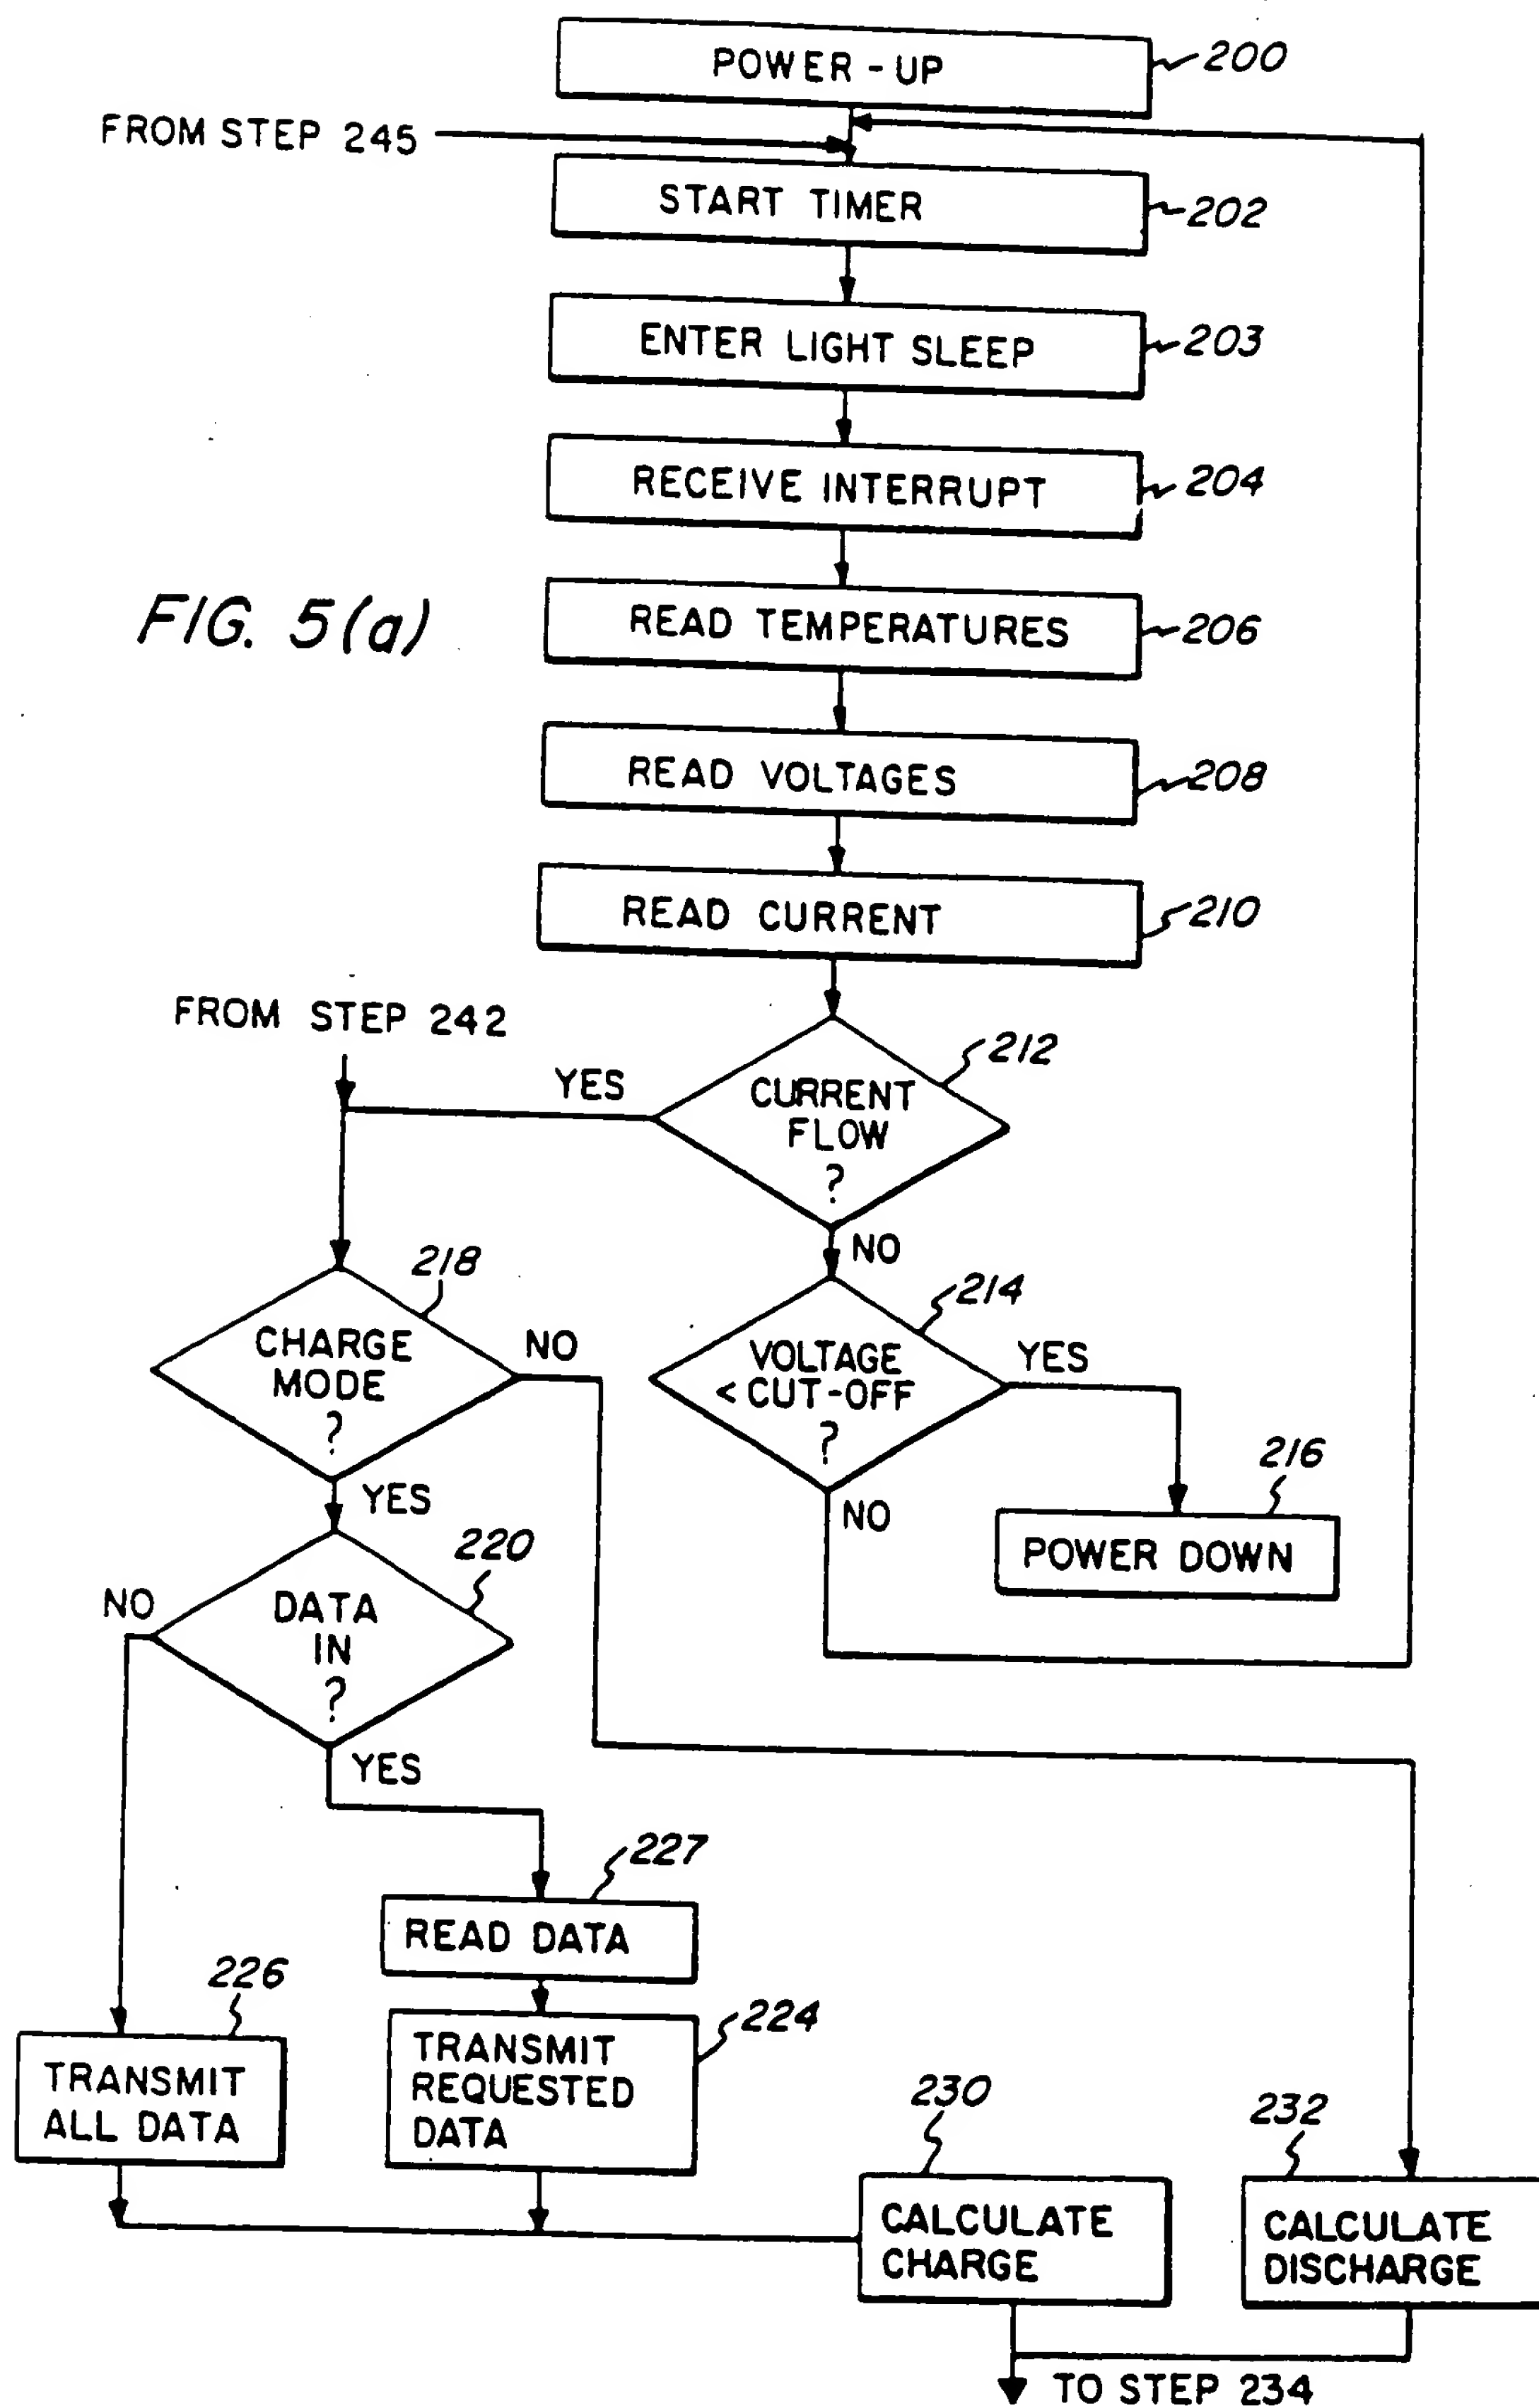 POWER-UP
200
FROM STEP 245
START TIMER
202
ENTER LIGHT SLEEP
203
RECEIVE INTERRUPT
204
FIG. 5(a)
READ TEMPERATURES
206
READ VOLTAGES
208
READ CURRENT
210
FROM STEP 242
212
YES
CURRENT
FLOW
?
NO
218
214
CHARGE
MODE
?
NO
VOLTAGE
< CUT-OFF
?
YES
216
YES
NO
POWER DOWN
220
NO
DATA
IN
?
YES
227
READ DATA
226
224
TRANSMIT
ALL DATA
TRANSMIT
REQUESTED
DATA
230
232
CALCULATE
CHARGE
CALCULATE
DISCHARGE
TO STEP 234